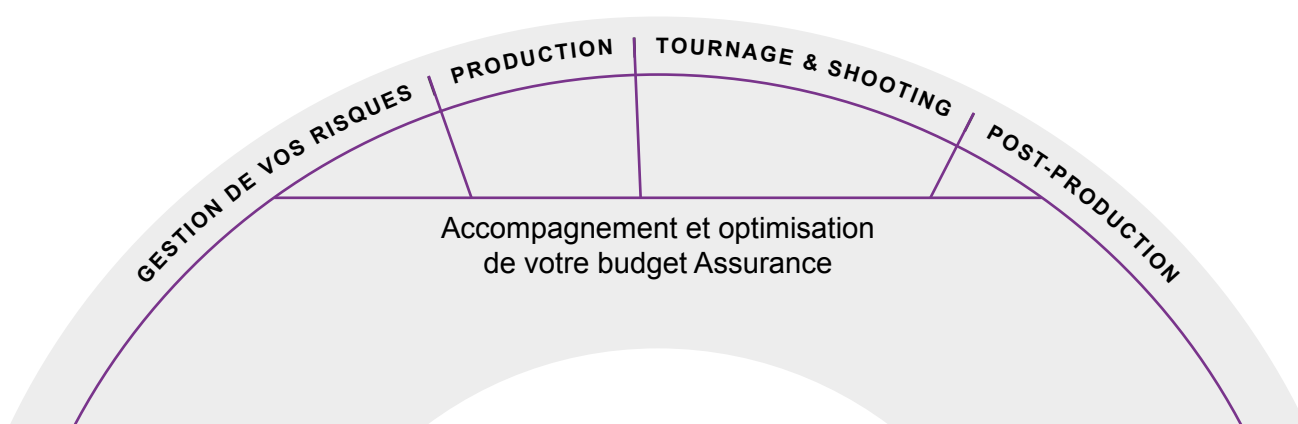 GESTION DE VOS RISQUES
PRODUCTION
TOURNAGE & SHOOTING
POST-PRODUCTION
Accompagnement et optimisation
de votre budget Assurance